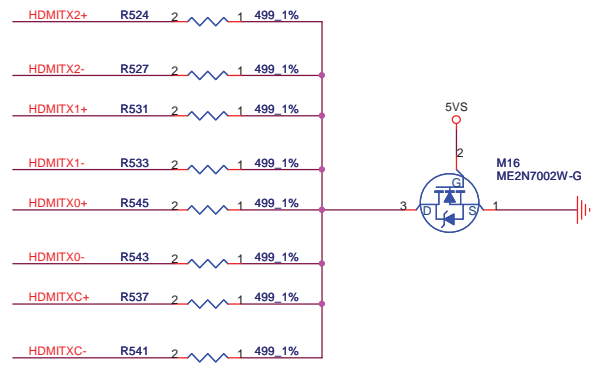 HDMITX2+ R524 2 1 499_1%
HDMITX2- R527 2 1 499_1%
HDMITX1+ R531 2 1 499_1%
5VS
2
HDMITX1- R533 2 1 499_1%
M16
ME2N7002W-G
G
HDMITX0+ R545 2 1 499_1% 3 D S 1
HDMITX0- R543 2 1 499_1%
HDMITXC+ R537 2 1 499_1%
HDMITXC- R541 2 1 499_1%